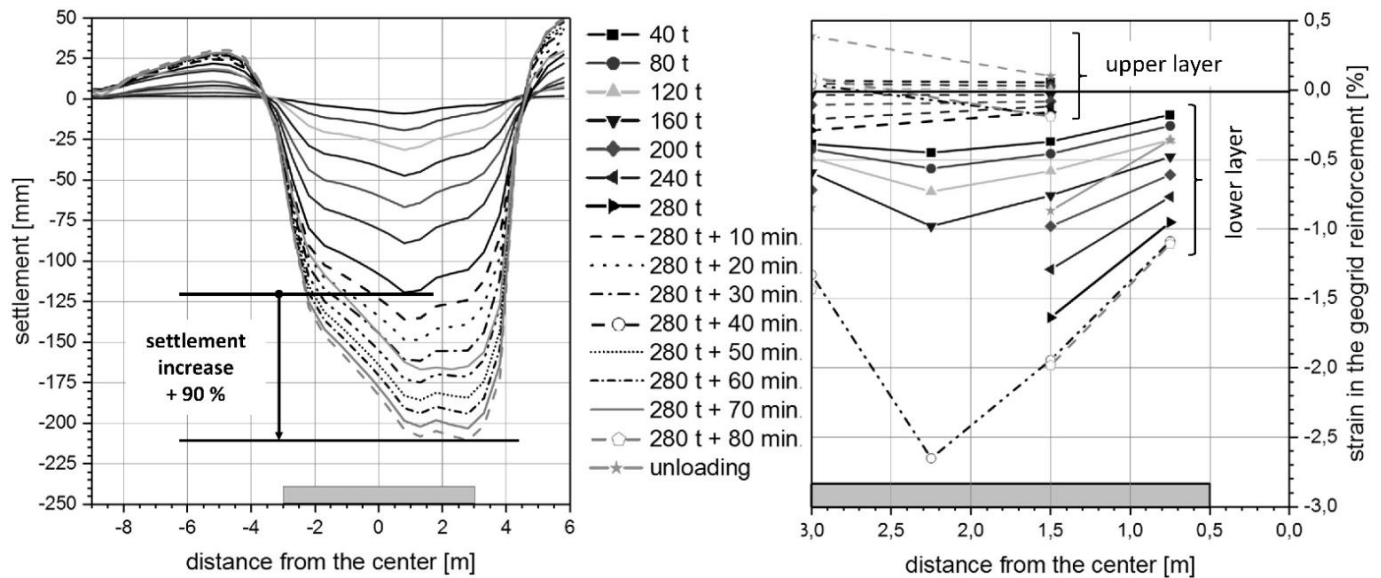 50
25
0
-25
-50
-75
-100
-125
-150
-175
-200
-225
-250
settlement [mm]
settlement
increase
+ 90 %
-8
-6
-4
-2
0
2
4
6
distance from the center [m]
40 t
80 t
120 t
160 t
200 t
240 t
280 t
280 t + 10 min.
280 t + 20 min.
280 t + 30 min.
280 t + 40 min.
280 t + 50 min.
280 t + 60 min.
280 t + 70 min.
280 t + 80 min.
unloading
upper layer
lower layer
0,5
0,0
-0,5
-1,0
-1,5
-2,0
-2,5
-3,0
strain in the geogrid reinforcement [%]
3,0
2,5
2,0
1,5
1,0
0,5
0,0
distance from the center [m]